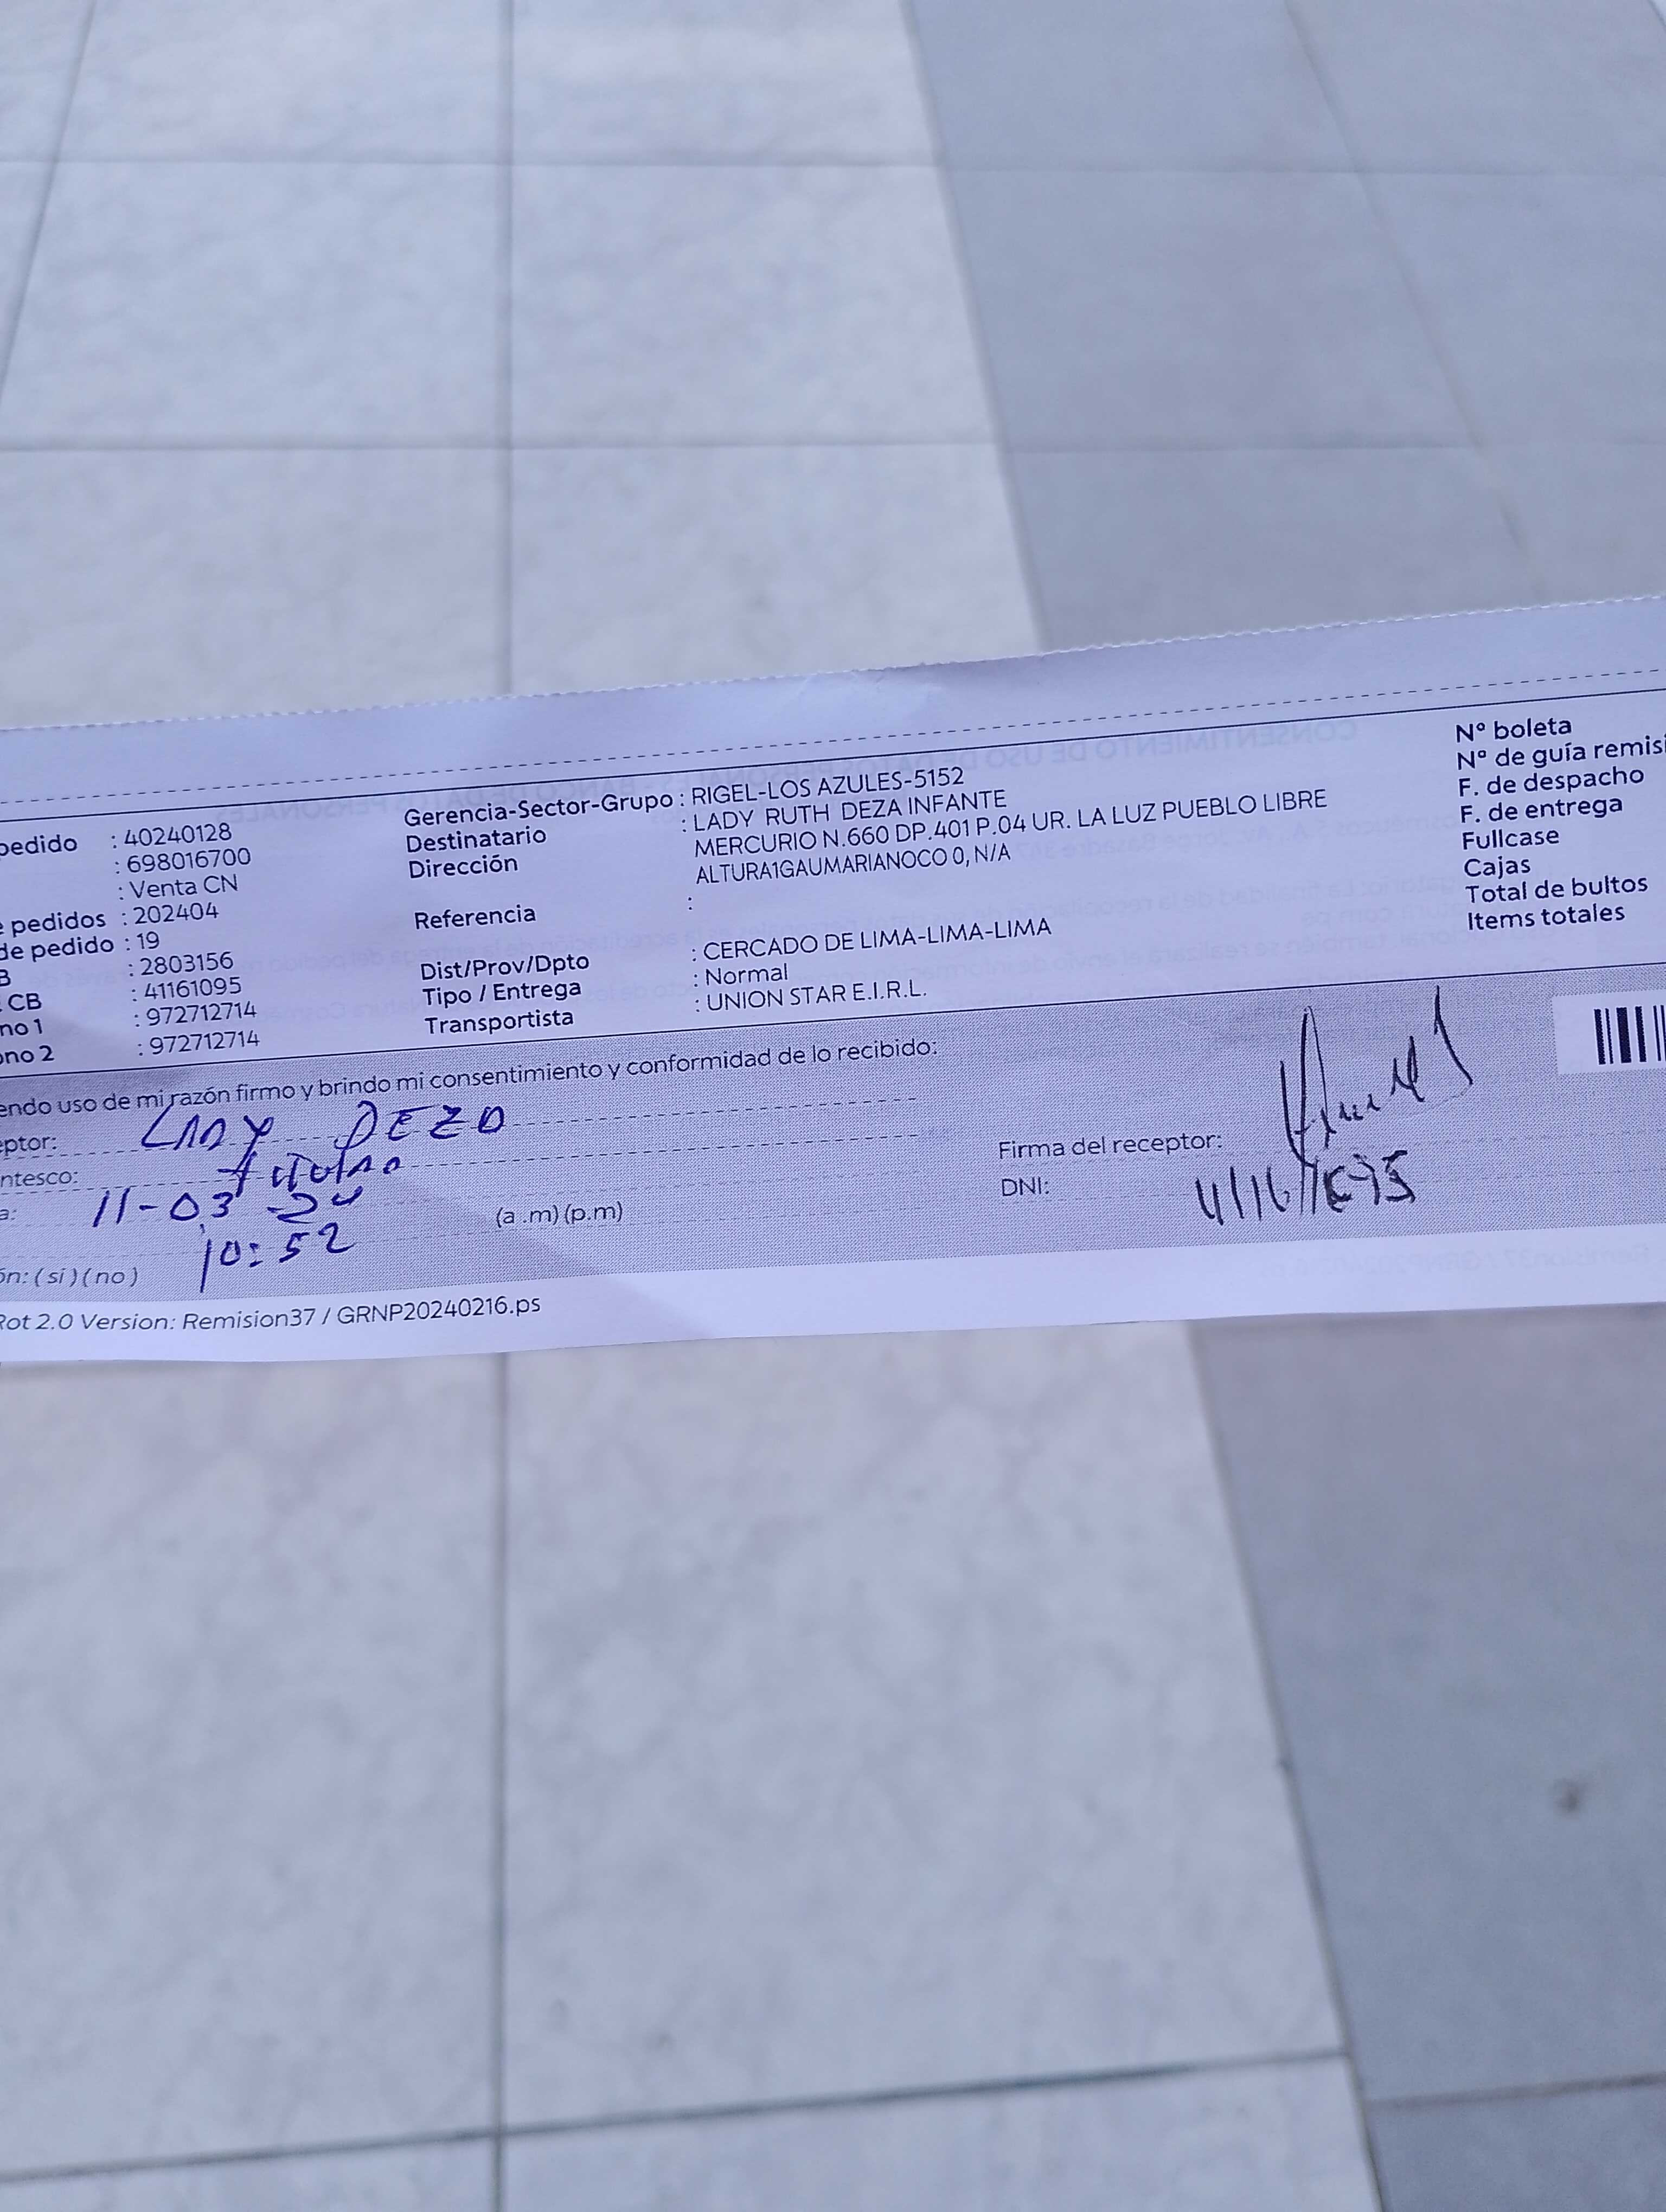 pedido : 40240128
: 698016700
: Venta CN
pedidos : 202404
de pedido : 19
B : 2803156
CB : 41161095
no 1 : 972712714
ono 2 : 972712714
Gerencia-Sector-Grupo : RIGEL-LOS AZULES-5152
Destinatario : LADY RUTH DEZA INFANTE
Dirección MERCURIO N.660 DP.401 P.04 UR. LA LUZ PUEBLO LIBRE
ALTURA1GAUMARIANOCO 0, N/A
Referencia :
Dist/Prov/Dpto : CERCADO DE LIMA-LIMA-LIMA
Tipo / Entrega : Normal
Transportista : UNION STAR E.I.R.L.
Nº boleta
Nº de guía remisi
F. de despacho
F. de entrega
Fullcase
Cajas
Total de bultos
Items totales
endo uso de mi razón firmo y brindo mi consentimiento y conformidad de lo recibido:
eptor: LADY DEZA
ntesco:
a: 11-03-24
10:52 (a .m) (p.m)
ón: (si) (no)
Firma del receptor:
DNI:
Rot 2.0 Version: Remision37 / GRNP20240216.ps